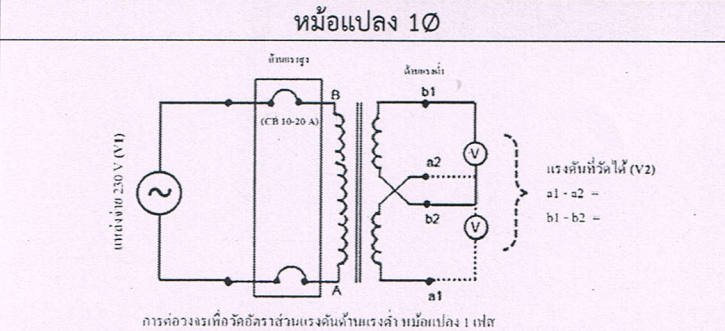 หม้อแปลง 1Ø
ด้านแรงสูง
ด้านแรงต่ำ
B
b1
(CB 10-20 A)
V
แหล่งจ่าย 230 V (V1)
a2
แรงดันที่วัดได้ (V2)
a1 - a2 =
b2
b1 - b2 =
V
A
a1
การต่อวงจรเพื่อวัดอัตราส่วนแรงดันด้านแรงต่ำ หม้อแปลง 1 เฟส